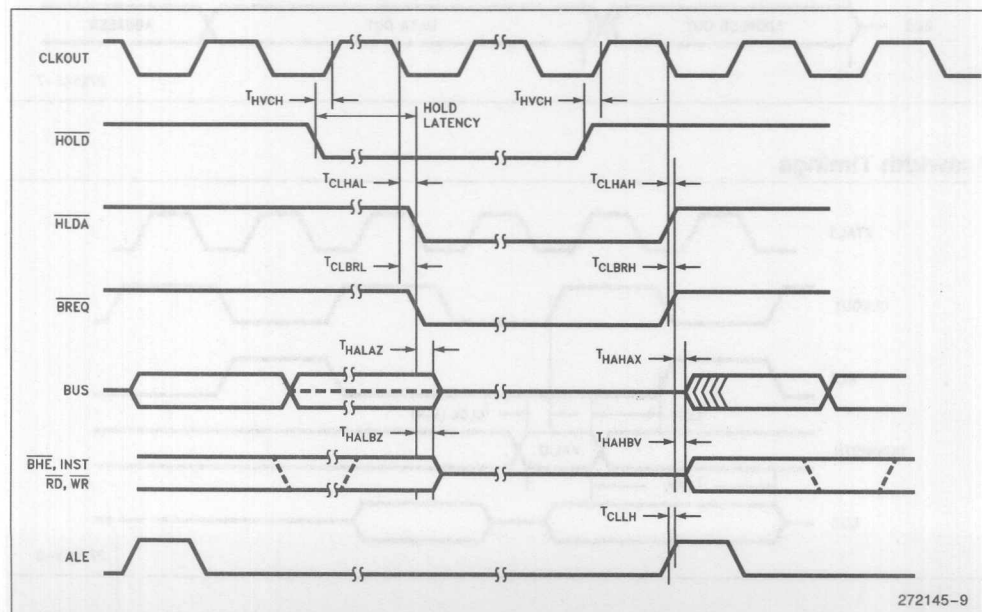 CLKOUT
T_HVCH
HOLD
LATENCY
T_HVCH
HOLD
T_CLHAL
T_CLHAH
HLDA
T_CLBRL
T_CLBRH
BREQ
T_HALAZ
T_HAHAX
BUS
T_HALBZ
T_HAHBV
BHE, INST
RD, WR
T_CLLH
ALE
272145-9